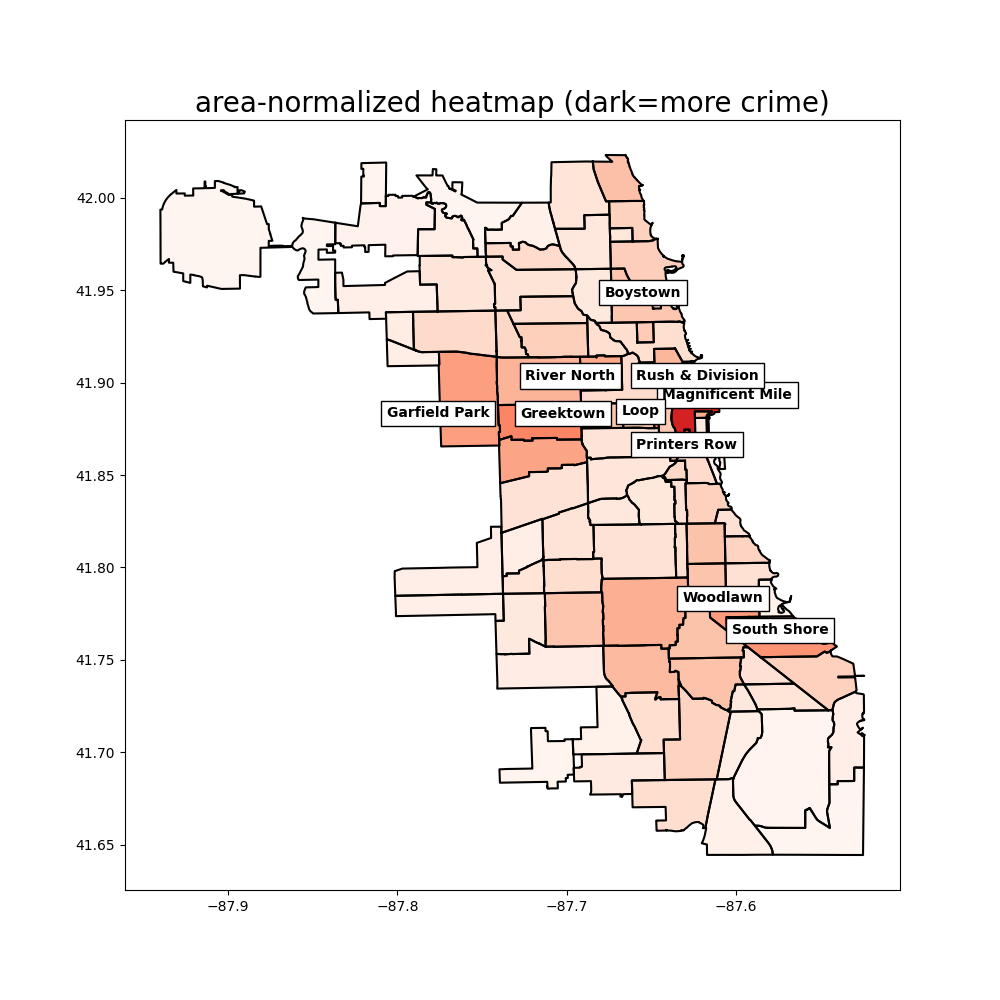 area-normalized heatmap (dark=more crime)
42.00
41.95
41.90
41.85
41.80
41.75
41.70
41.65
Boystown
River North
Rush & Division
Magnificent Mile
Garfield Park
Greektown
Loop
Printers Row
Woodlawn
South Shore
−87.9
−87.8
−87.7
−87.6